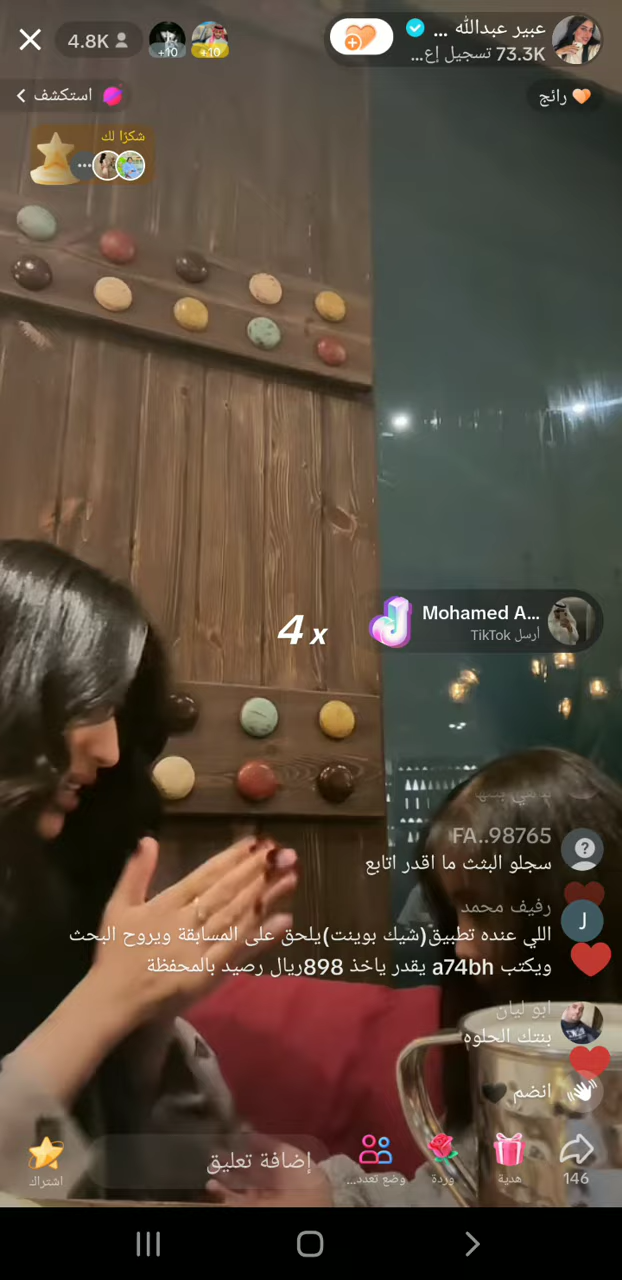 4.8K
+10
+10
عبير عبدالله ...
73.3K تسجيل إع...
استكشف
رائج
شكرًا لك
Mohamed A...
أرسل TikTok
4 x
FA..98765
سجلو البثث ما اقدر اتابع
رفيف محمد
J
اللي عنده تطبيق(شيك بوينت)يلحق على المسابقة ويروح البحث
ويكتب a74bh يقدر ياخذ 898ريال رصيد بالمحفظة
ابو ليان
بنتك الحلوه
انضم
إضافة تعليق
اشتراك
وضع تعدد...
وردة
هدية
146